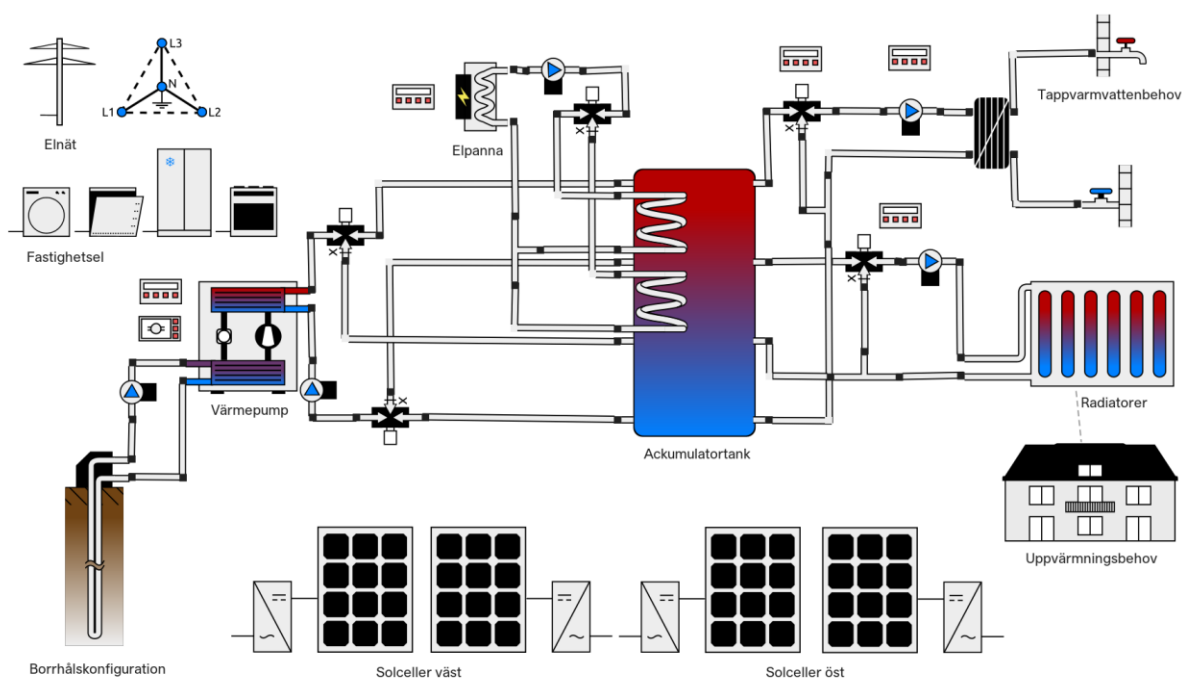 L3
N
L1
L2
Elnät
Elpanna
Tappvarmvattenbehov
X
X
Fastighetsel
X
X
X
Värmepump
Radiatorer
Ackumulatortank
Uppvärmningsbehov
Borrhålskonfiguration
Solceller väst
Solceller öst